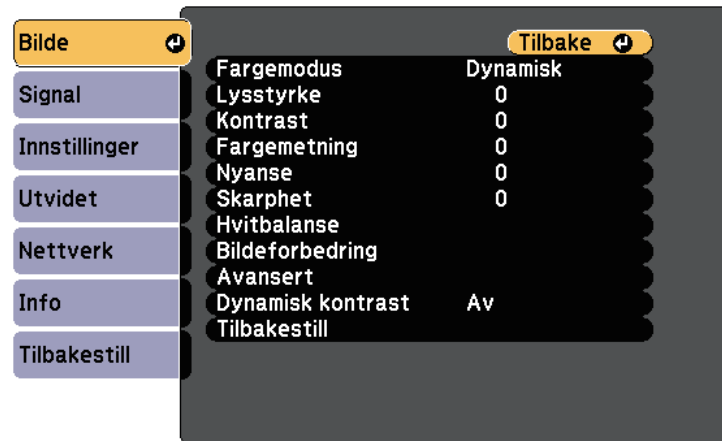 Bilde
Signal
Innstillinger
Utvidet
Nettverk
Info
Tilbakestill
Tilbake
Fargemodus Dynamisk
Lysstyrke 0
Kontrast 0
Fargemetning 0
Nyanse 0
Skarphet 0
Hvitbalanse
Bildeforbedring
Avansert
Dynamisk kontrast Av
Tilbakestill